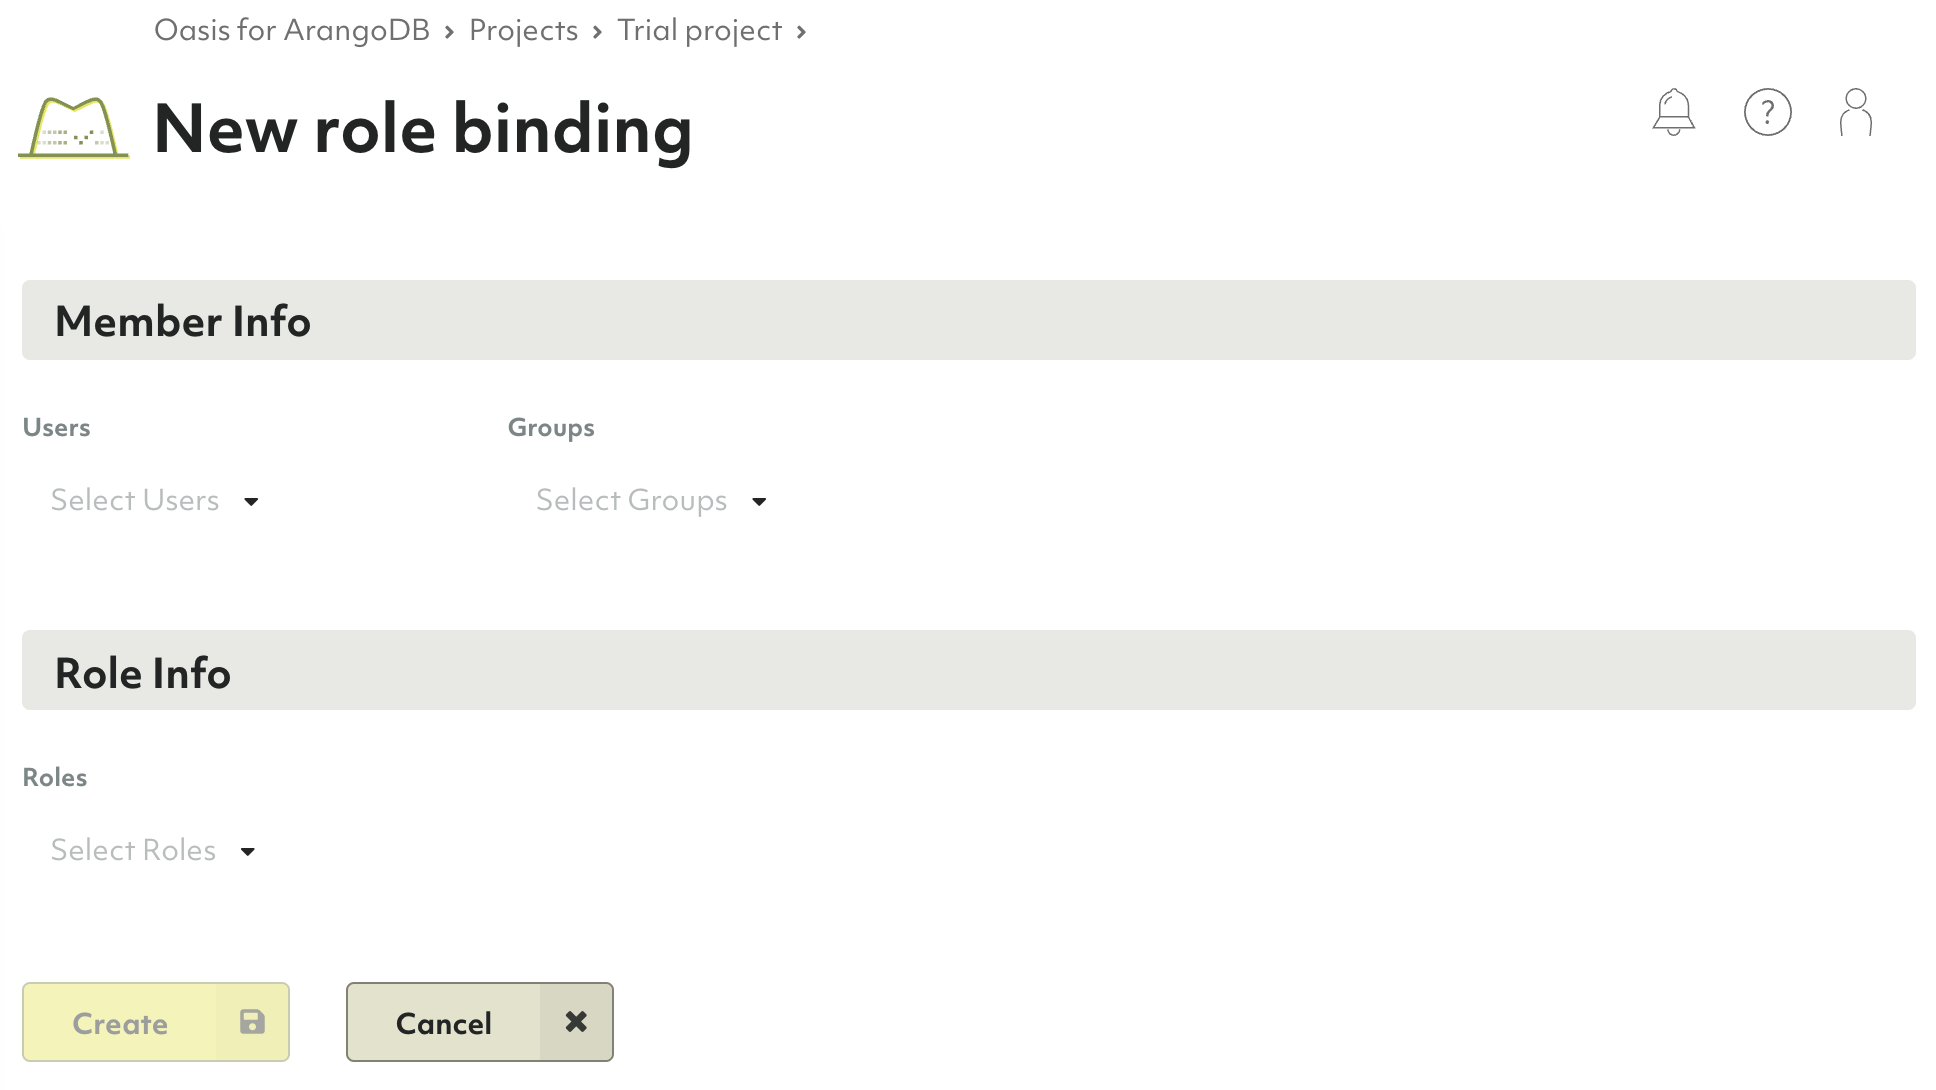 Oasis for ArangoDB › Projects › Trial project ›
New role binding
?
Member Info
Users Groups
Select Users Select Groups
Role Info
Roles
Select Roles
Create Cancel